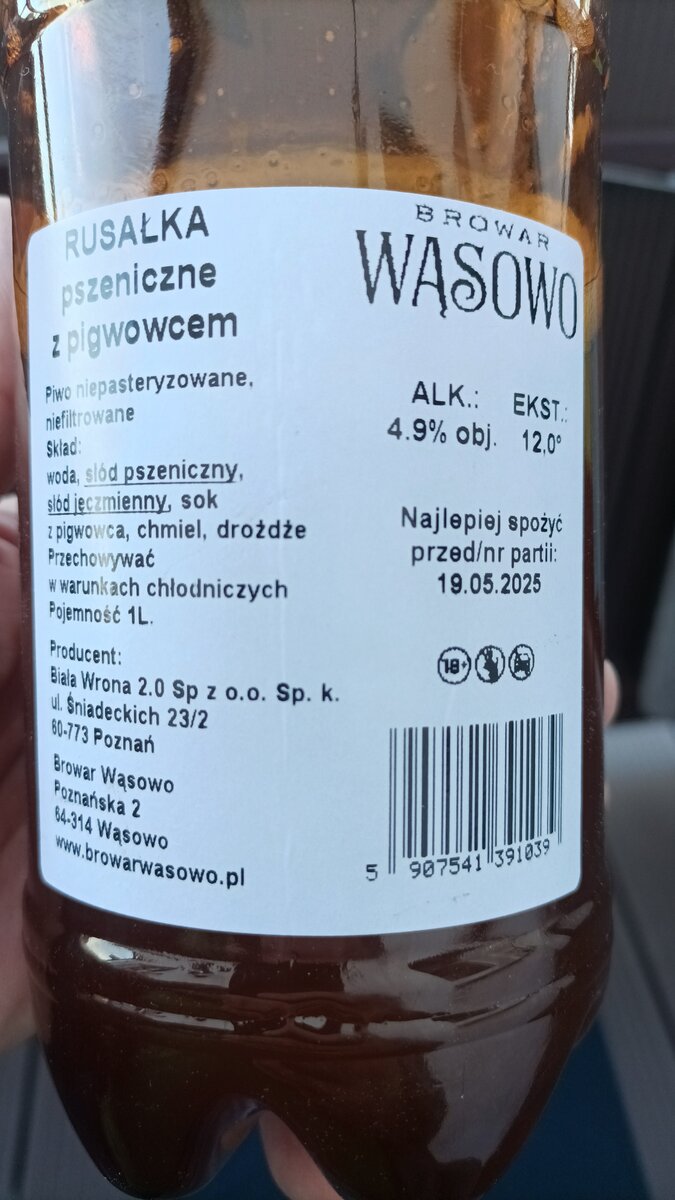 RUSAŁKA
pszeniczne
z pigwowcem
Piwo niepasteryzowane,
niefiltrowane
Skład:
woda, słód pszeniczny,
słód jęczmienny, sok
z pigwowca, chmiel, drożdże
Przechowywać
w warunkach chłodniczych
Pojemność 1L.
Producent:
Biała Wrona 2.0 Sp z o.o. Sp. k.
ul. Śniadeckich 23/2
60-773 Poznań
Browar Wąsowo
Poznańska 2
64-314 Wąsowo
www.browarwasowo.pl
BROWAR
WĄSOWO
ALK.: EKST.:
4.9% obj. 12,0°
Najlepiej spożyć
przed/nr partii:
19.05.2025
18+
5 907541 391039